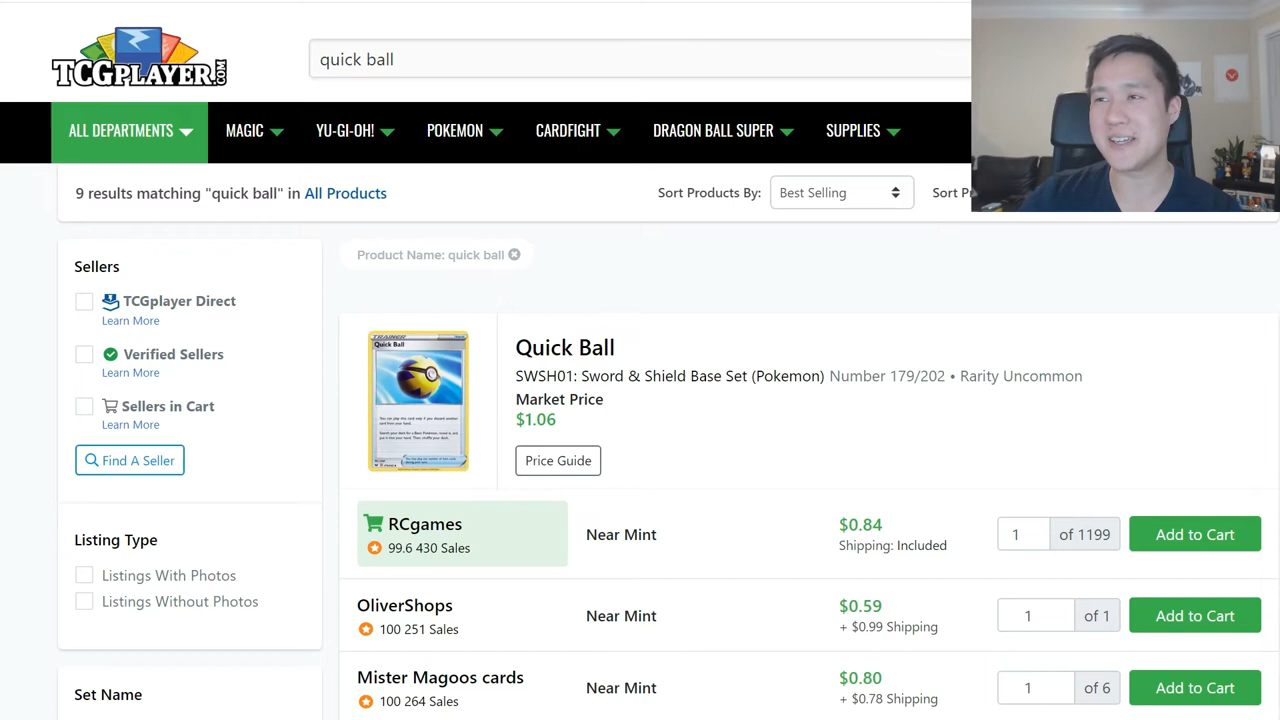 TCGPLAYER.COM
quick ball
ALL DEPARTMENTS
MAGIC
YU-GI-OH!
POKEMON
CARDFIGHT
DRAGON BALL SUPER
SUPPLIES
9 results matching "quick ball" in All Products
Sort Products By:
Best Selling
Sort
Product Name: quick ball
Sellers
TCGplayer Direct
Learn More
Verified Sellers
Learn More
Sellers in Cart
Learn More
Find A Seller
Listing Type
Listings With Photos
Listings Without Photos
Set Name
TRAINER
Quick Ball
Quick Ball
SWSH01: Sword & Shield Base Set (Pokemon) Number 179/202 • Rarity Uncommon
Market Price
$1.06
Price Guide
RCgames
99.6 430 Sales
Near Mint
$0.84
Shipping: Included
1 of 1199
Add to Cart
OliverShops
100 251 Sales
Near Mint
$0.59
+ $0.99 Shipping
1 of 1
Add to Cart
Mister Magoos cards
100 264 Sales
Near Mint
$0.80
+ $0.78 Shipping
1 of 6
Add to Cart